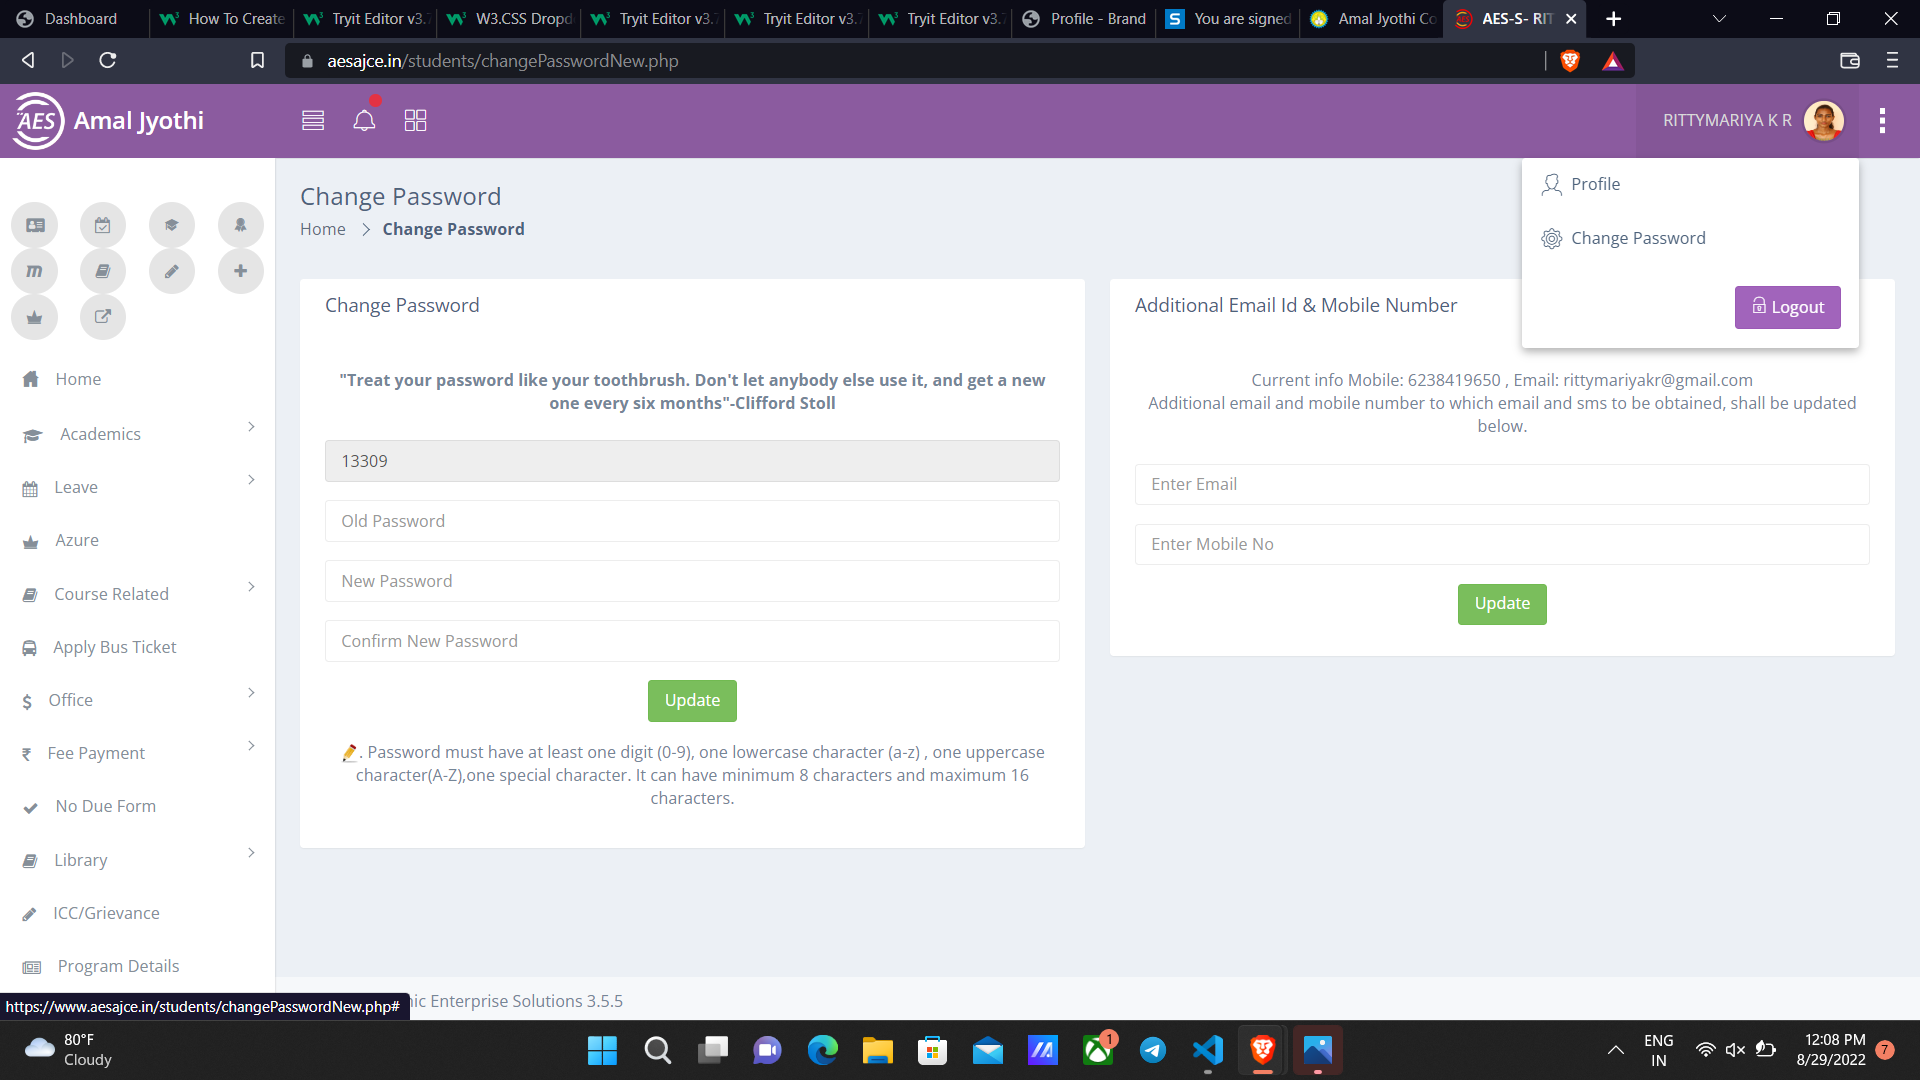 Dashboard
How To Create
Tryit Editor v3.7
W3.CSS Dropd
Tryit Editor v3.7
Tryit Editor v3.7
Tryit Editor v3.7
Profile - Brand
You are signed
Amal Jyothi Co
AES-S- RIT
aesajce.in/students/changePasswordNew.php
AES Amal Jyothi
RITTYMARIYA K R
Profile
Change Password
Logout
Change Password
Home > Change Password
Home
Academics
Leave
Azure
Course Related
Apply Bus Ticket
Office
Fee Payment
No Due Form
Library
ICC/Grievance
Program Details
Change Password
"Treat your password like your toothbrush. Don't let anybody else use it, and get a new
one every six months"-Clifford Stoll
13309
Old Password
New Password
Confirm New Password
Update
. Password must have at least one digit (0-9), one lowercase character (a-z) , one uppercase
character(A-Z),one special character. It can have minimum 8 characters and maximum 16
characters.
Additional Email Id & Mobile Number
Current info Mobile: 6238419650 , Email: rittymariyakr@gmail.com
Additional email and mobile number to which email and sms to be obtained, shall be updated
below.
Enter Email
Enter Mobile No
Update
https://www.aesajce.in/students/changePasswordNew.php#
ic Enterprise Solutions 3.5.5
80°F
Cloudy
1
ENG
IN
12:08 PM
8/29/2022
7